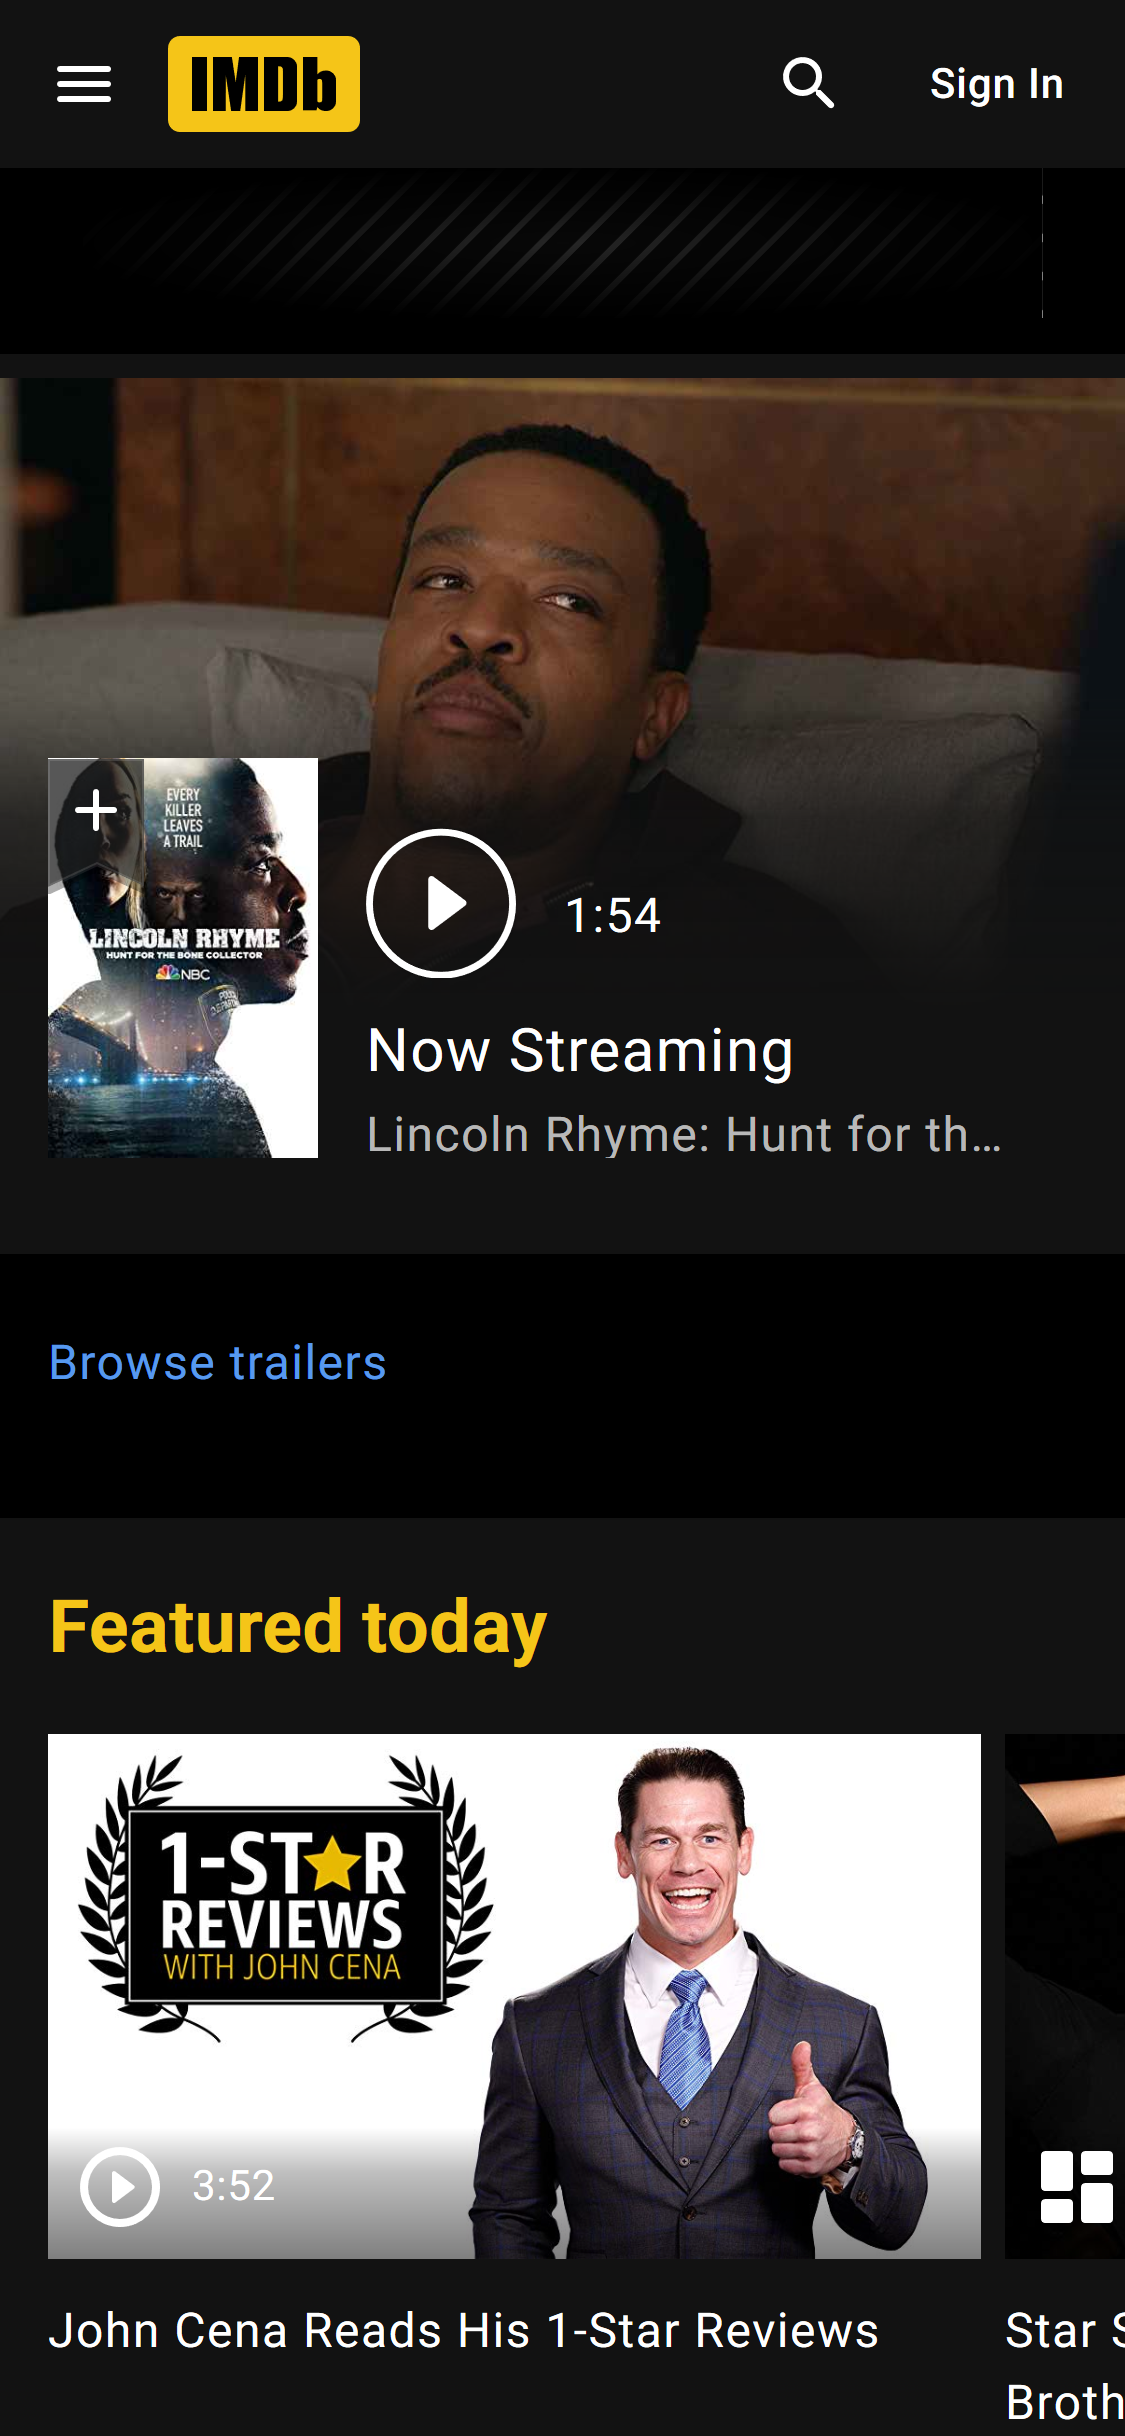 IMDb
Sign In
EVERY
KILLER
LEAVES
A TRAIL
LINCOLN RHYME
HUNT FOR THE BONE COLLECTOR
NBC
1:54
Now Streaming
Lincoln Rhyme: Hunt for th...
Browse trailers
Featured today
1-STAR
REVIEWS
WITH JOHN CENA
3:52
John Cena Reads His 1-Star Reviews
Star S
Broth